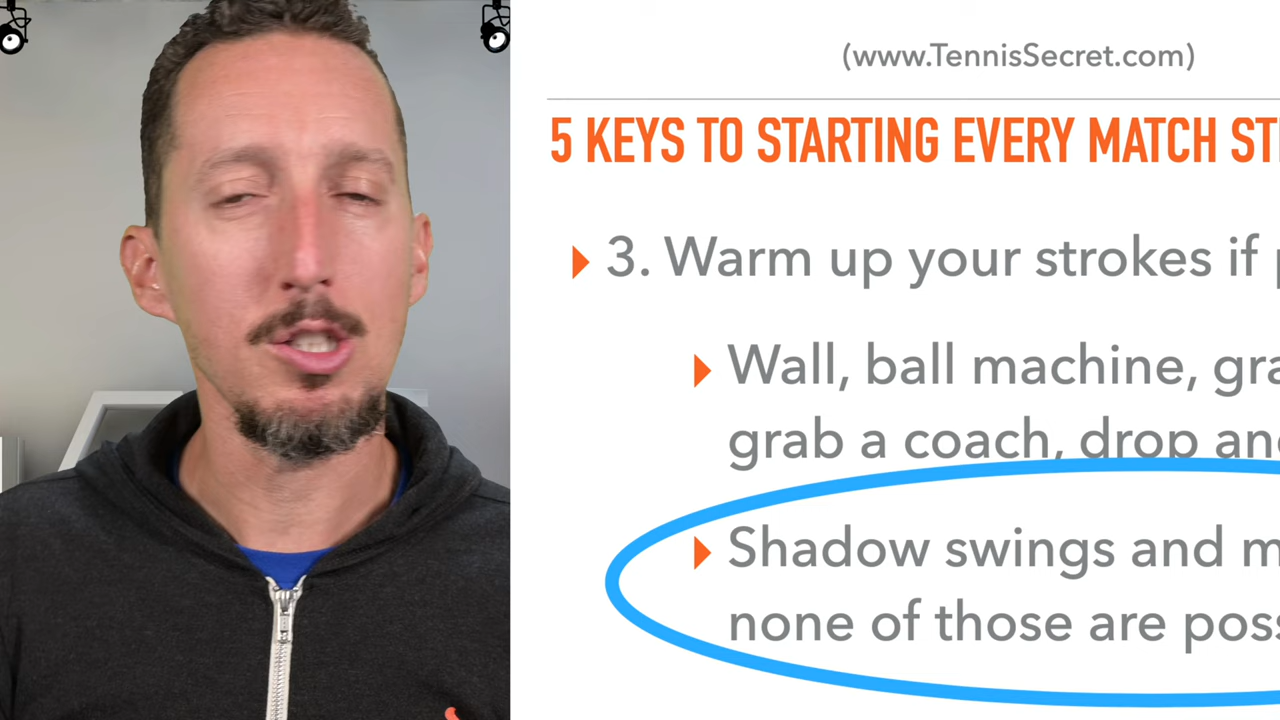 (www.TennisSecret.com)
5 KEYS TO STARTING EVERY MATCH ST
3. Warm up your strokes if
Wall, ball machine, gra
grab a coach, drop and
Shadow swings and m
none of those are poss